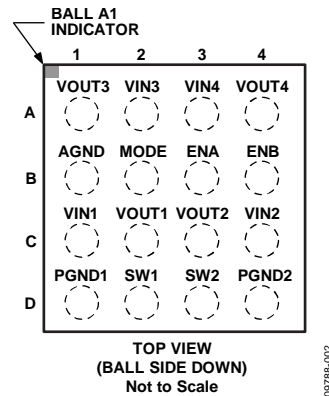 BALL A1
INDICATOR
1 2 3 4
A
VOUT3 VIN3 VIN4 VOUT4
B
AGND MODE ENA ENB
C
VIN1 VOUT1 VOUT2 VIN2
D
PGND1 SW1 SW2 PGND2
TOP VIEW
(BALL SIDE DOWN)
Not to Scale
09788-002